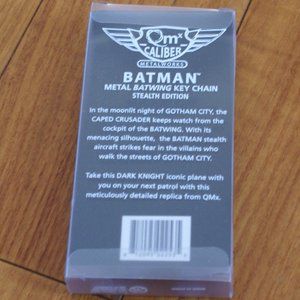 QMx
CALIBER
METALWORKS
BATMAN™
METAL BATWING KEY CHAIN
STEALTH EDITION
In the moonlit night of GOTHAM CITY, the
CAPED CRUSADER keeps watch from the
cockpit of the BATWING. With its
menacing silhouette, the BATMAN stealth
aircraft strikes fear in the villains who
walk the streets of GOTHAM CITY.
Take this DARK KNIGHT iconic plane with
you on your next patrol with this
meticulously detailed replica from QMx.